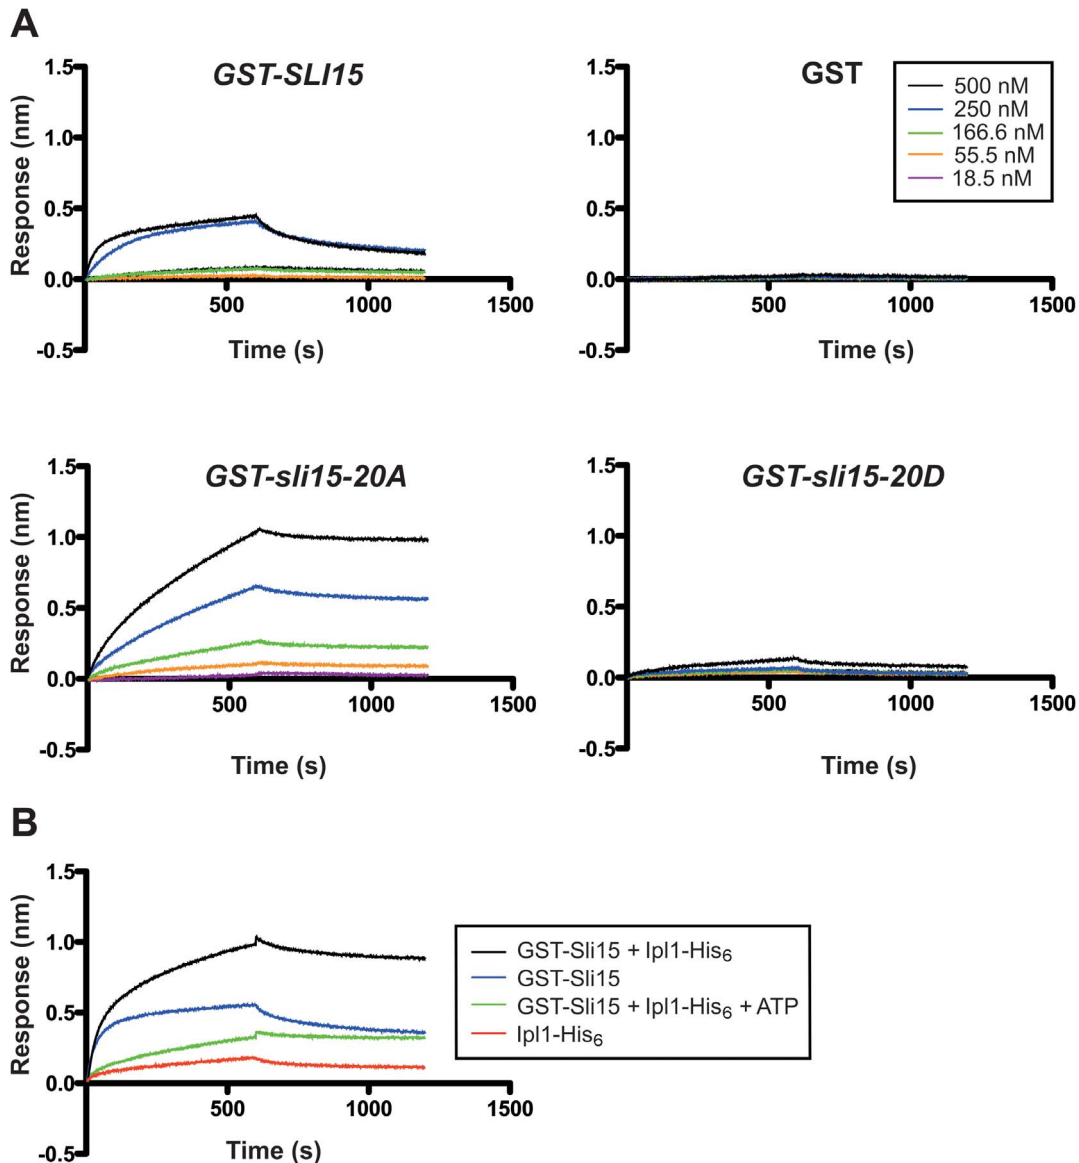 A
GST-SLI15
Response (nm)
1.5
1.0
0.5
0.0
-0.5
500
1000
1500
Time (s)
GST
500 nM
250 nM
166.6 nM
55.5 nM
18.5 nM
1.5
1.0
0.5
0.0
-0.5
500
1000
1500
Time (s)
GST-sli15-20A
Response (nm)
1.5
1.0
0.5
0.0
-0.5
500
1000
1500
Time (s)
GST-sli15-20D
1.5
1.0
0.5
0.0
-0.5
500
1000
1500
Time (s)
B
Response (nm)
1.5
1.0
0.5
0.0
-0.5
500
1000
1500
Time (s)
GST-Sli15 + Ipl1-His₆
GST-Sli15
GST-Sli15 + Ipl1-His₆ + ATP
Ipl1-His₆